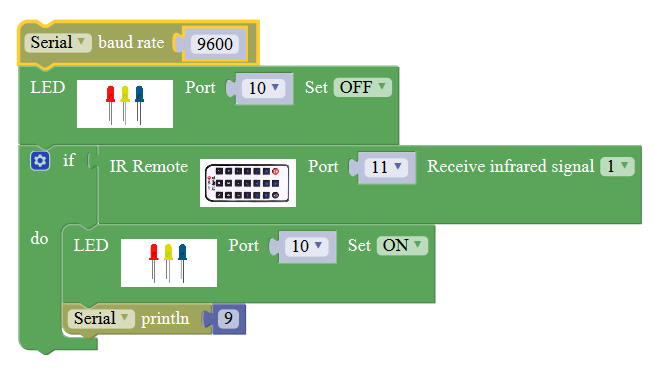 Serial baud rate 9600
LED Port 10 Set OFF
if IR Remote Port 11 Receive infrared signal 1
do LED Port 10 Set ON
Serial println 9